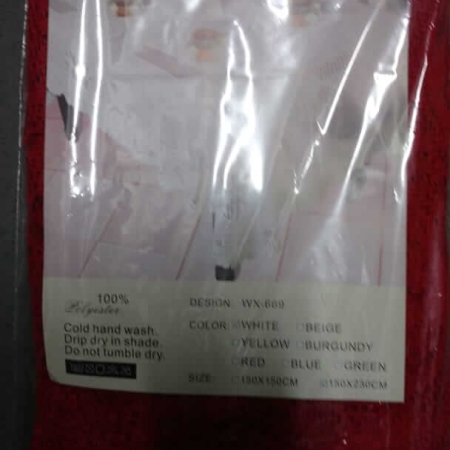 100%
Polyester
Cold hand wash.
Drip dry in shade.
Do not tumble dry.
DESIGN: WX-669
COLOR: WHITE BEIGE
YELLOW BURGUNDY
RED BLUE GREEN
SIZE: 150X150CM 150X230CM